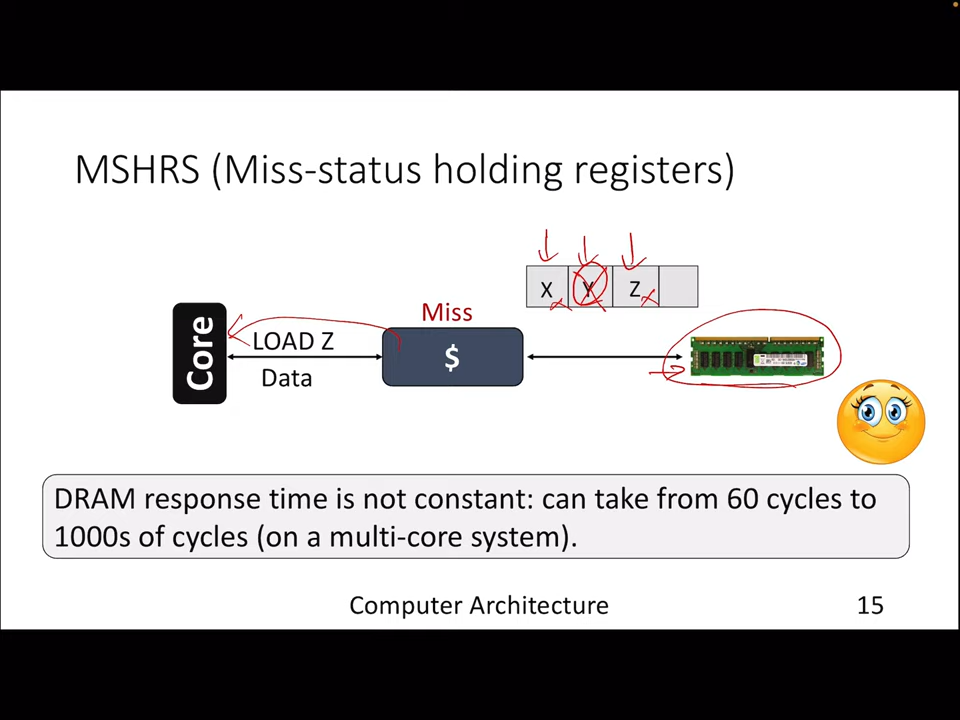 MSHRS (Miss-status holding registers)
X Y Z
Miss
Core
LOAD Z
$
Data
DRAM response time is not constant: can take from 60 cycles to
1000s of cycles (on a multi-core system).
Computer Architecture
15